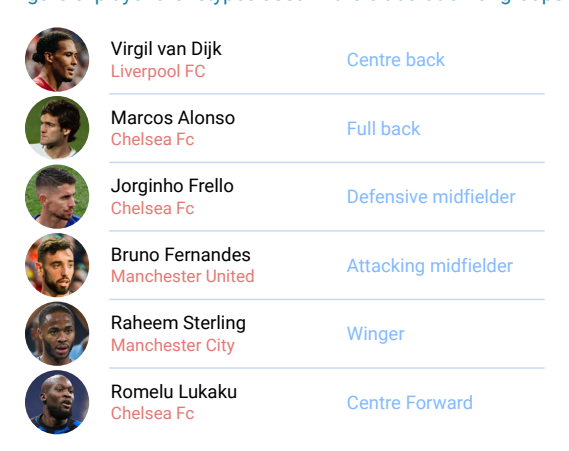 Virgil van Dijk
Liverpool FC
Centre back
Marcos Alonso
Chelsea Fc
Full back
Jorginho Frello
Chelsea Fc
Defensive midfielder
Bruno Fernandes
Manchester United
Attacking midfielder
Raheem Sterling
Manchester City
Winger
Romelu Lukaku
Chelsea Fc
Centre Forward